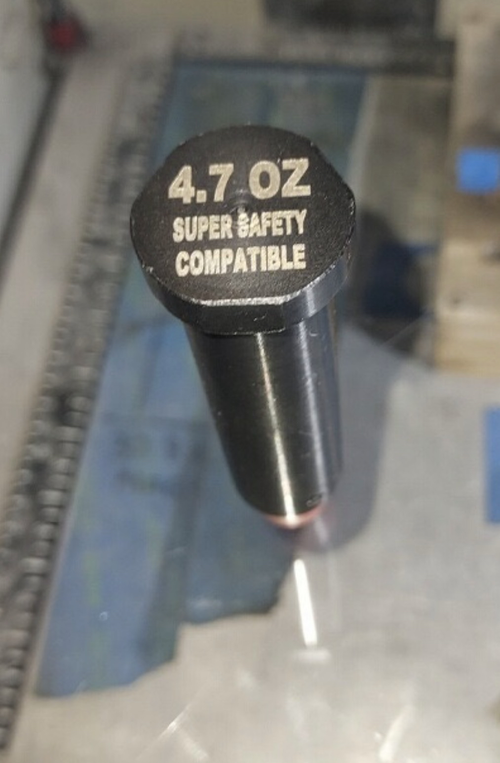 4.7 OZ
SUPER SAFETY
COMPATIBLE